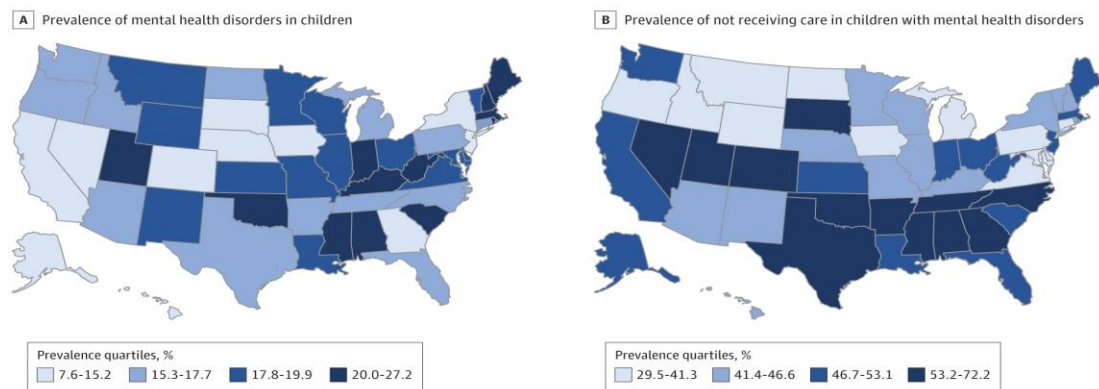 A Prevalence of mental health disorders in children
B Prevalence of not receiving care in children with mental health disorders
Prevalence quartiles, %
7.6-15.2 15.3-17.7 17.8-19.9 20.0-27.2
Prevalence quartiles, %
29.5-41.3 41.4-46.6 46.7-53.1 53.2-72.2